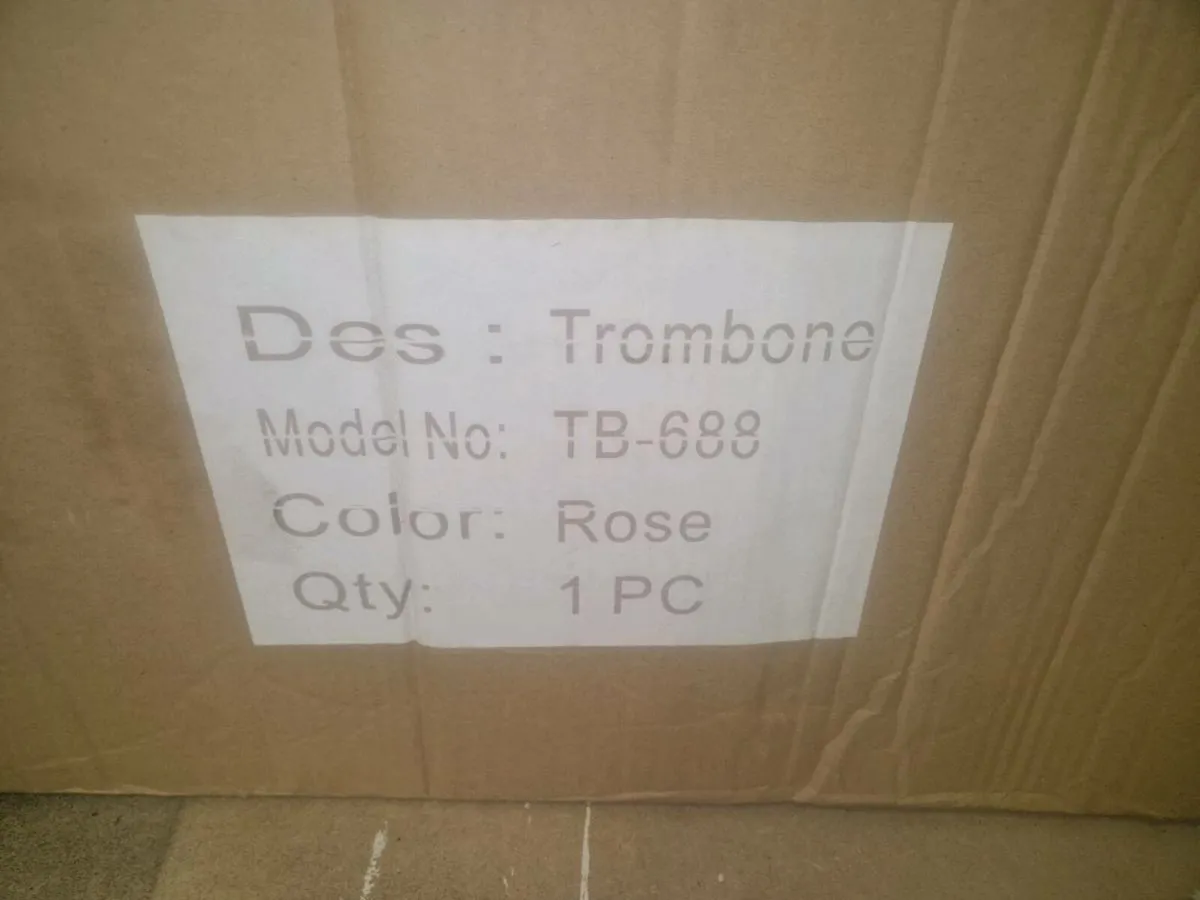 Des : Trombone
Model No: TB-688
Color: Rose
Qty: 1 PC